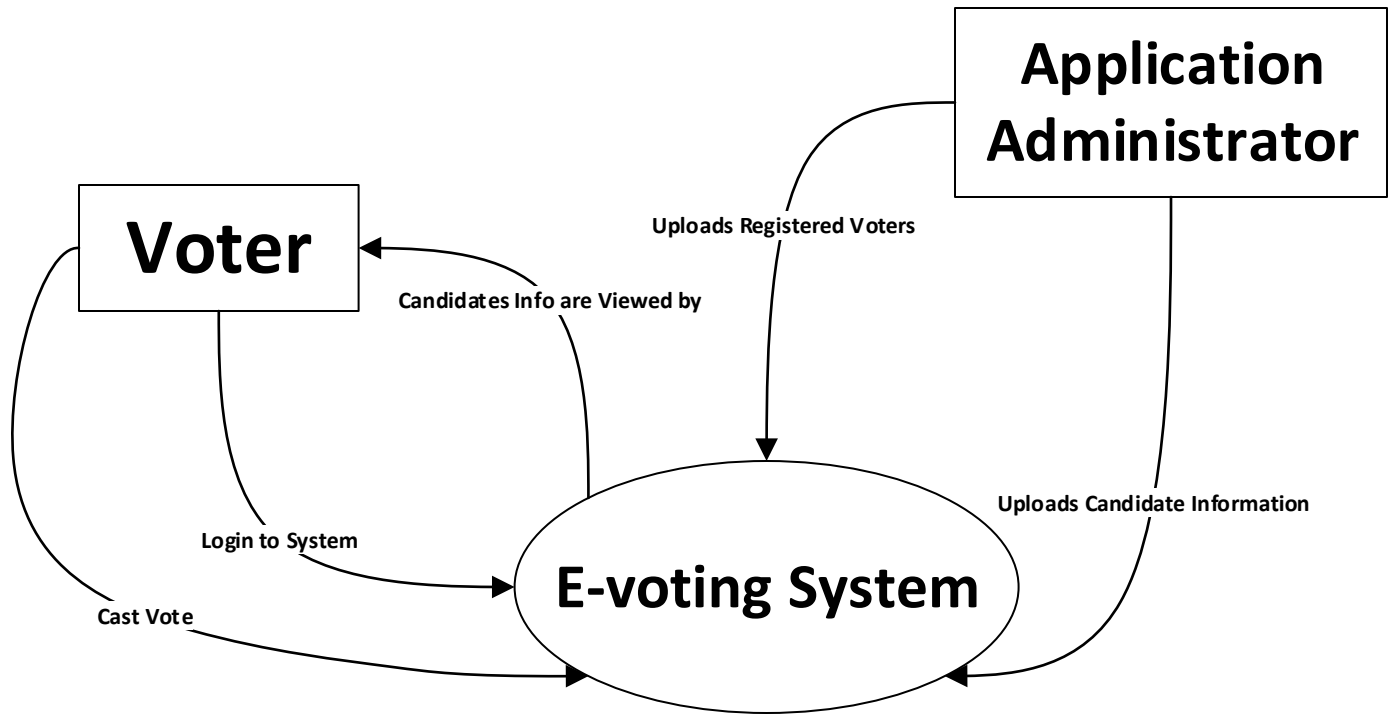 Application
Administrator
Voter
Uploads Registered Voters
Candidates Info are Viewed by
Uploads Candidate Information
Login to System
E-voting System
Cast Vote